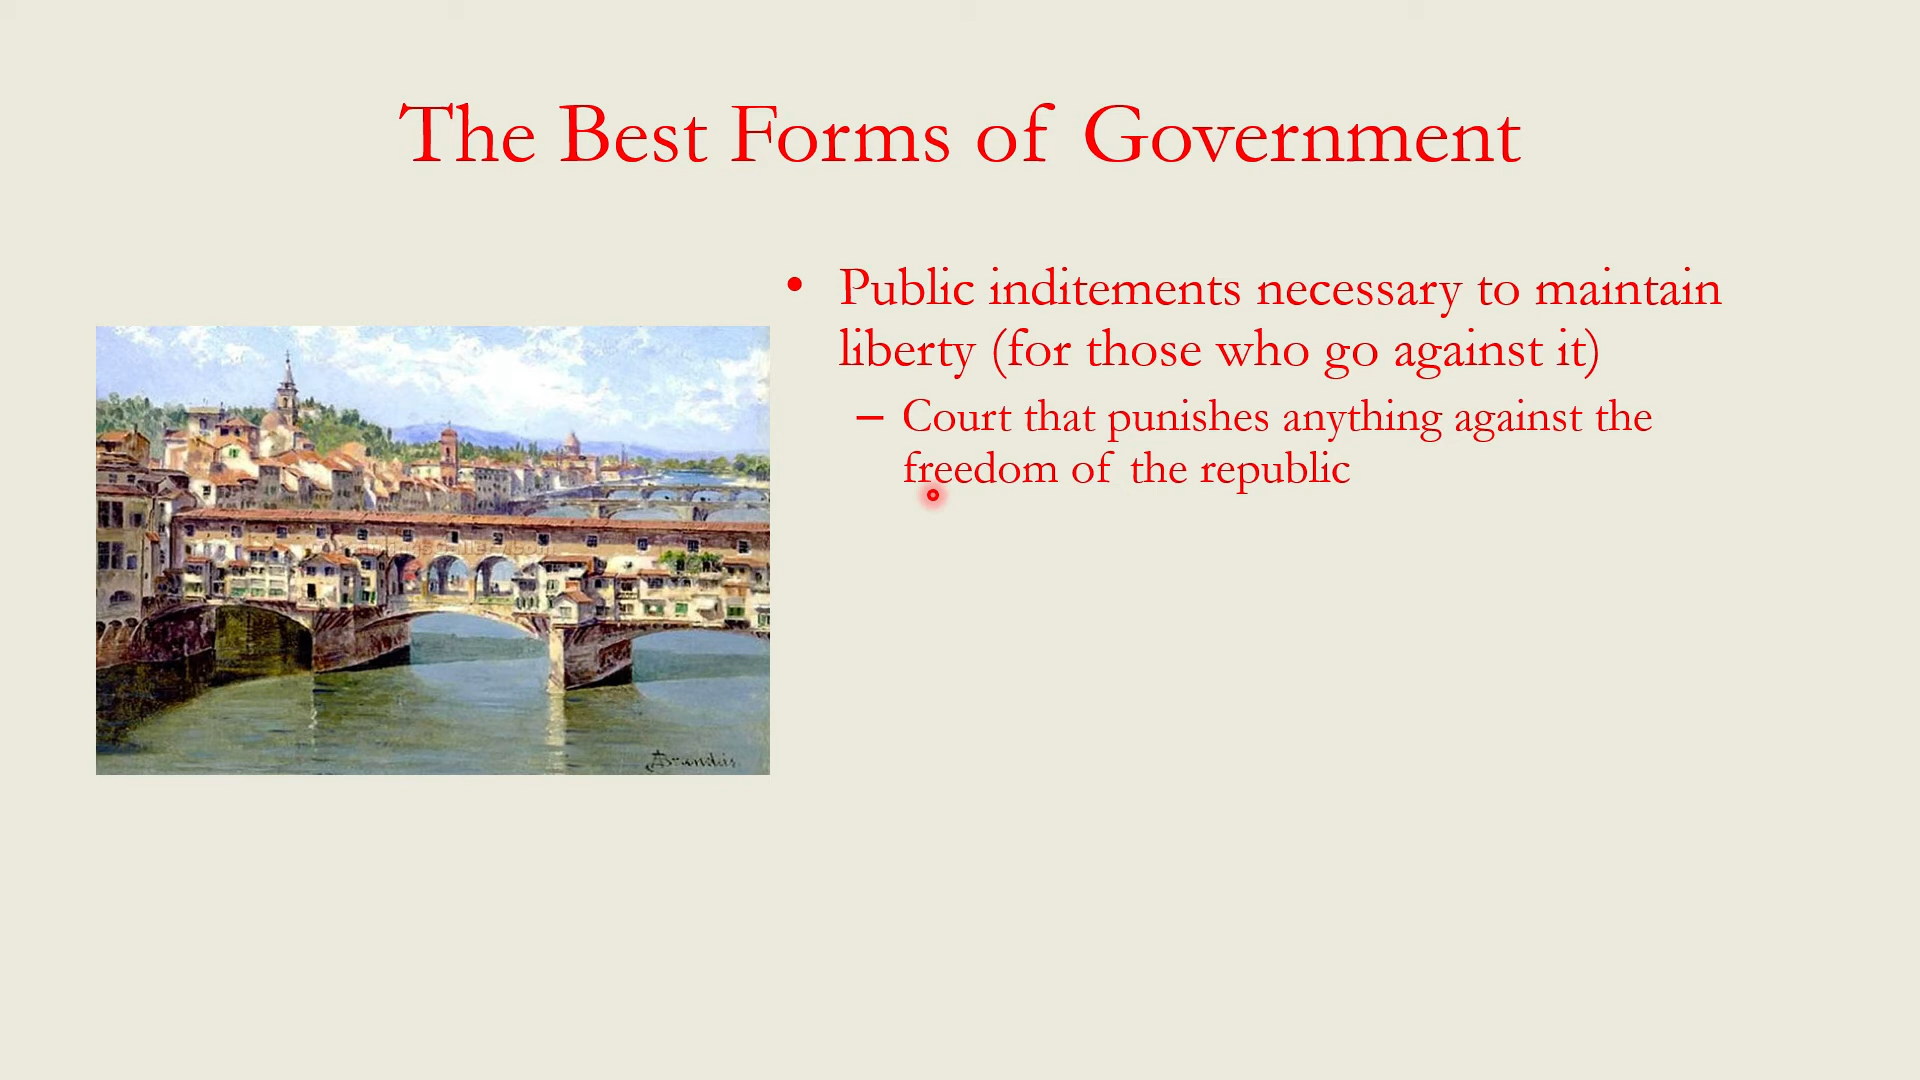 The Best Forms of Government
• Public inditements necessary to maintain
liberty (for those who go against it)
– Court that punishes anything against the
freedom of the republic